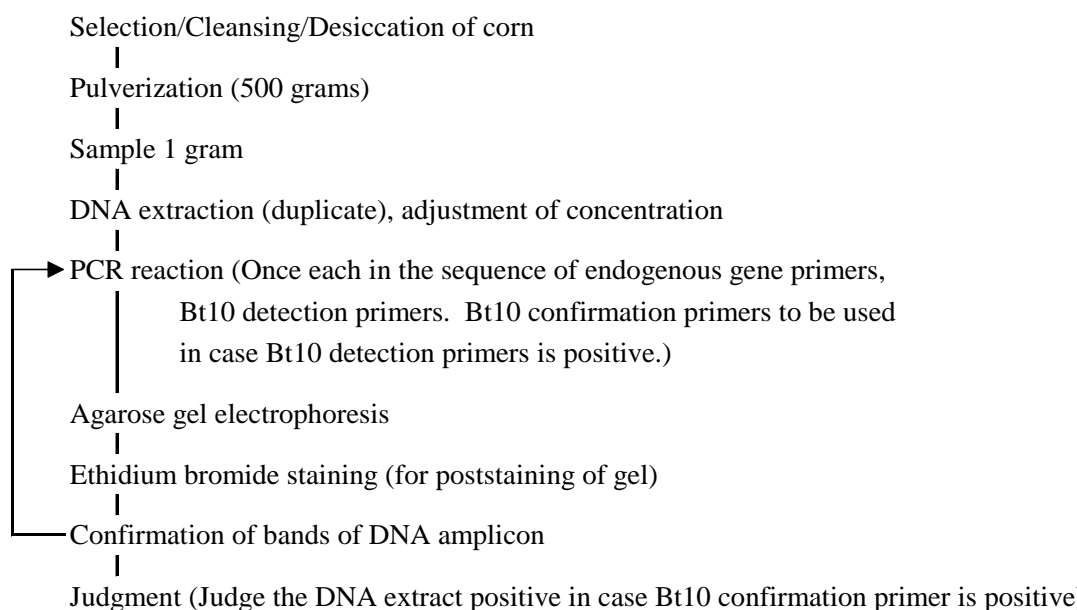 Selection/Cleansing/Desiccation of corn
Pulverization (500 grams)
Sample 1 gram
DNA extraction (duplicate), adjustment of concentration
PCR reaction (Once each in the sequence of endogenous gene primers,
Bt10 detection primers. Bt10 confirmation primers to be used
in case Bt10 detection primers is positive.)
Agarose gel electrophoresis
Ethidium bromide staining (for poststaining of gel)
Confirmation of bands of DNA amplicon
Judgment (Judge the DNA extract positive in case Bt10 confirmation primer is positive)